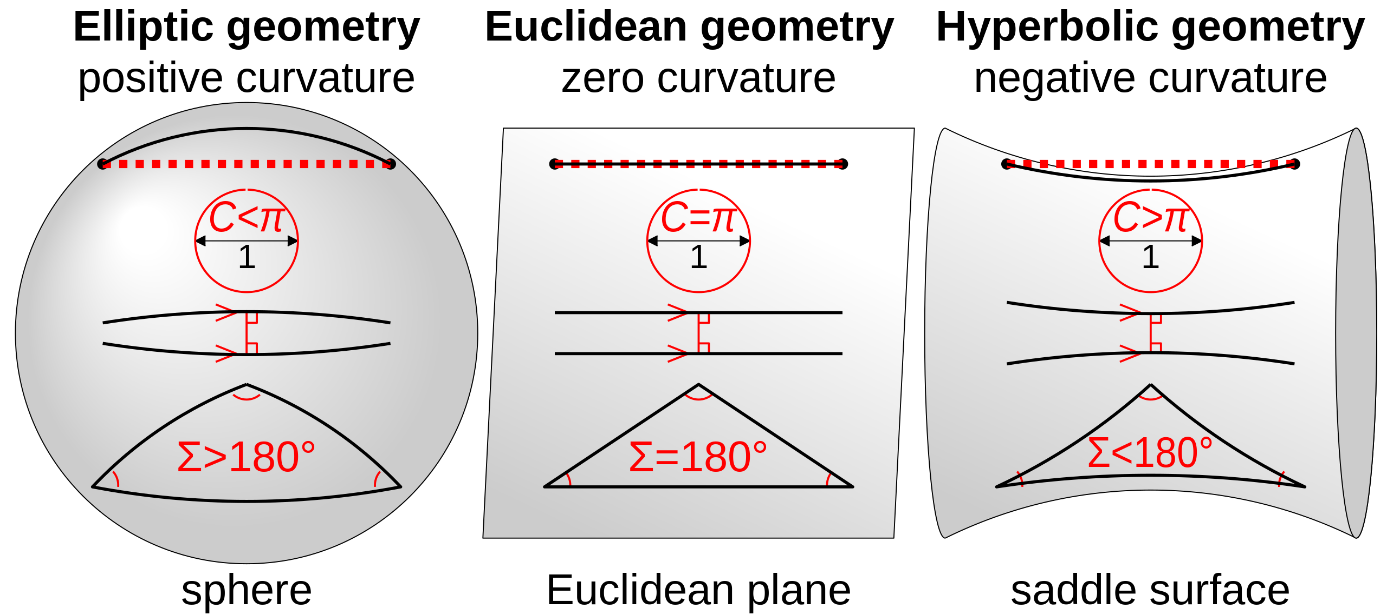 Elliptic geometry
positive curvature
C<π
1
Σ>180°
sphere
Euclidean geometry
zero curvature
C=π
1
Σ=180°
Euclidean plane
Hyperbolic geometry
negative curvature
C>π
1
Σ<180°
saddle surface